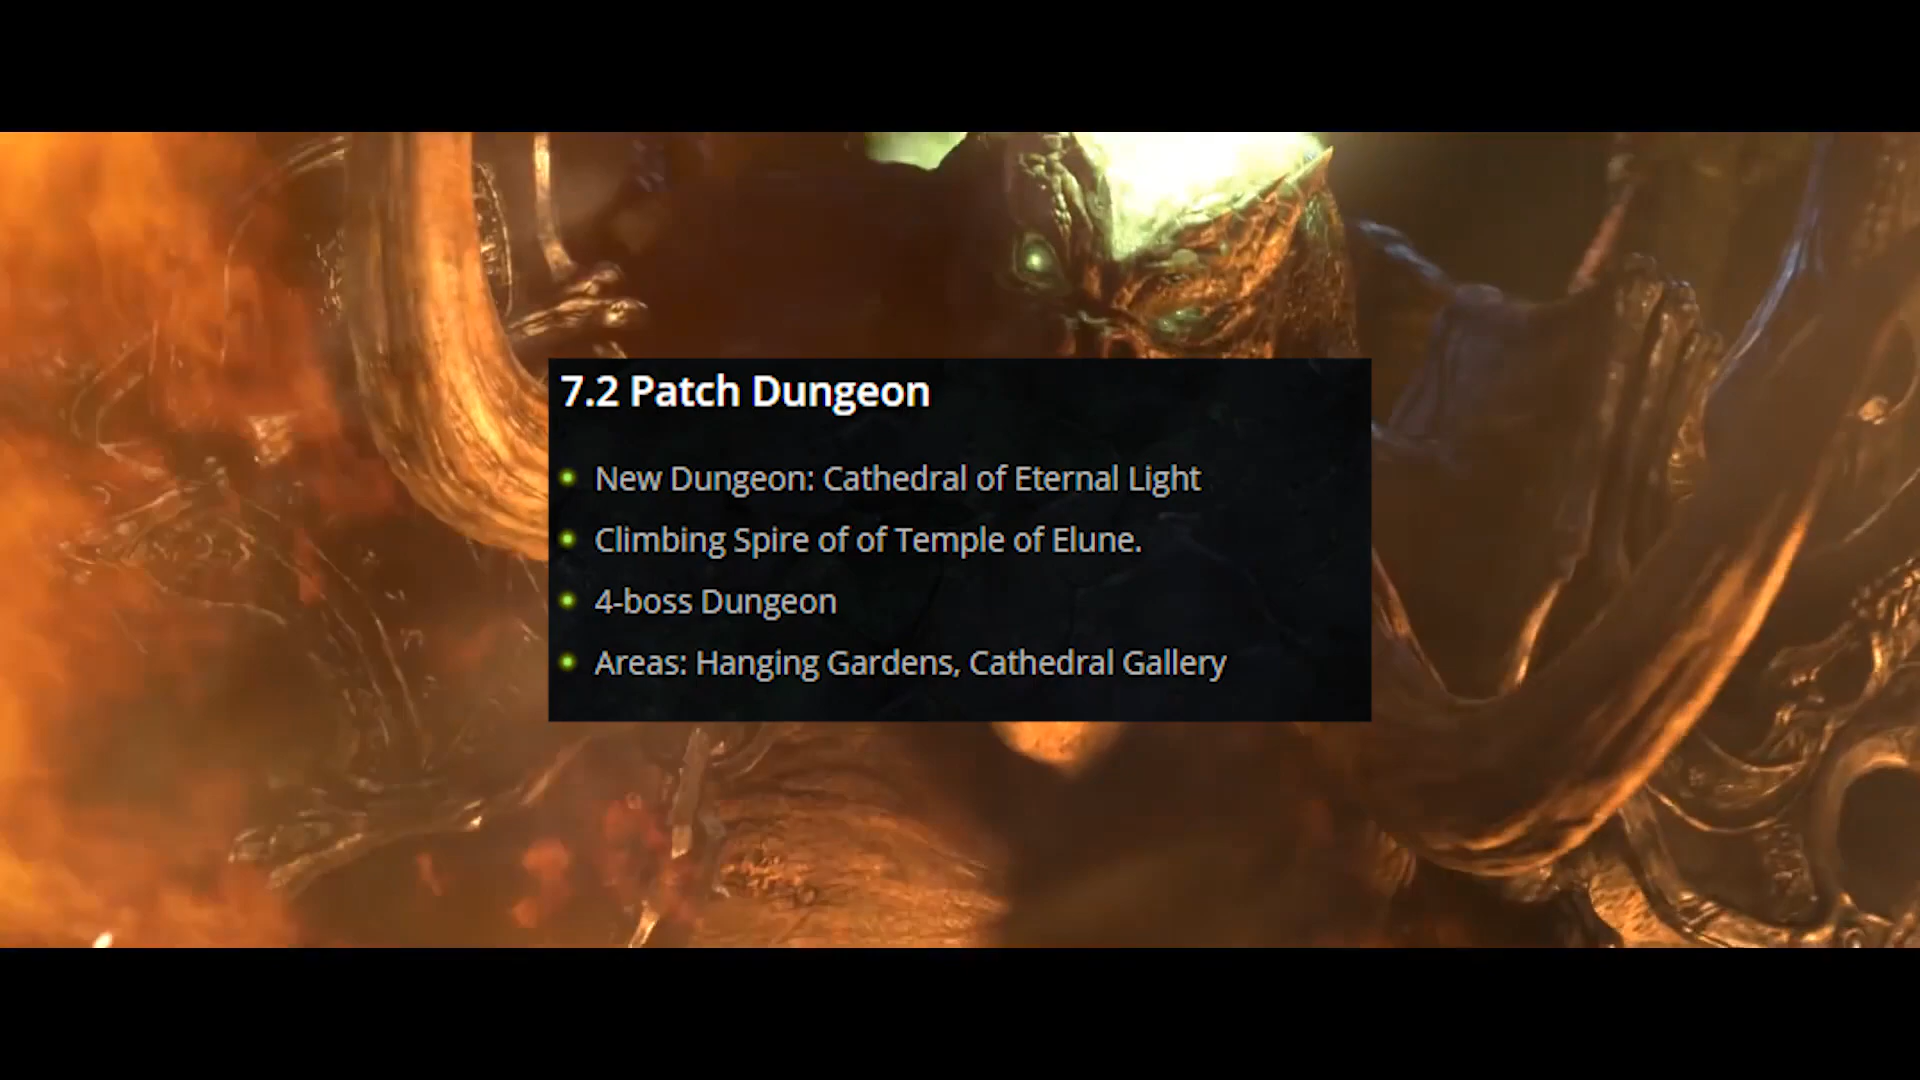 7.2 Patch Dungeon
New Dungeon: Cathedral of Eternal Light
Climbing Spire of of Temple of Elune.
4-boss Dungeon
Areas: Hanging Gardens, Cathedral Gallery